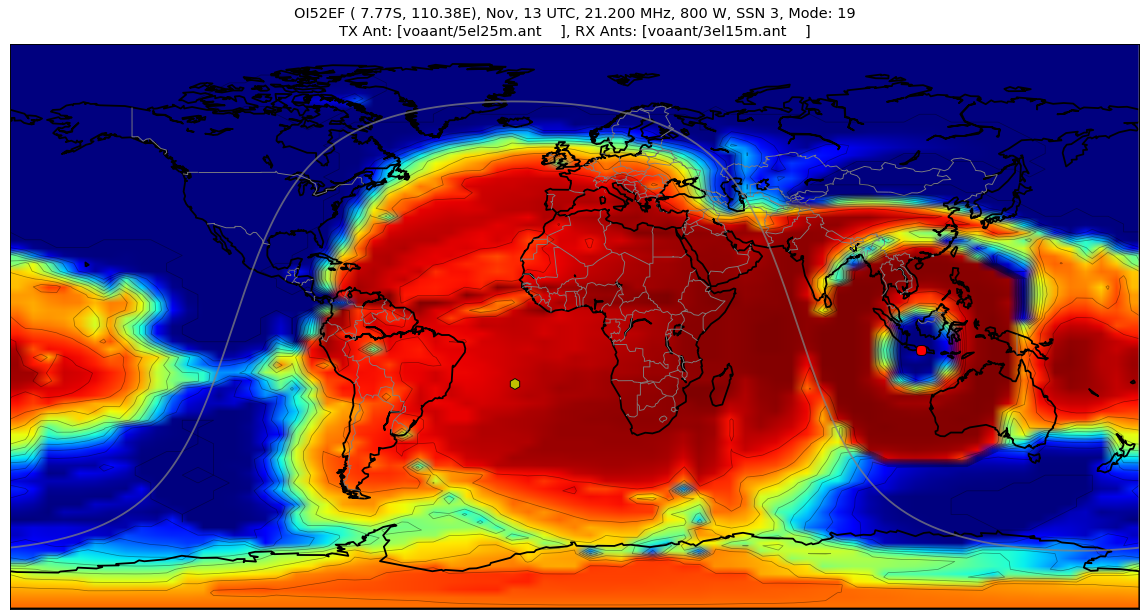 OI52EF ( 7.77S, 110.38E), Nov, 13 UTC, 21.200 MHz, 800 W, SSN 3, Mode: 19
TX Ant: [voaant/5el25m.ant    ], RX Ants: [voaant/3el15m.ant    ]